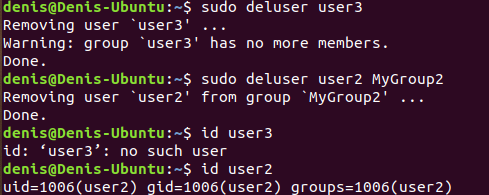 denis@Denis-Ubuntu:~$ sudo deluser user3
Removing user `user3' ...
Warning: group `user3' has no more members.
Done.
denis@Denis-Ubuntu:~$ sudo deluser user2 MyGroup2
Removing user `user2' from group `MyGroup2' ...
Done.
denis@Denis-Ubuntu:~$ id user3
id: ‘user3’: no such user
denis@Denis-Ubuntu:~$ id user2
uid=1006(user2) gid=1006(user2) groups=1006(user2)